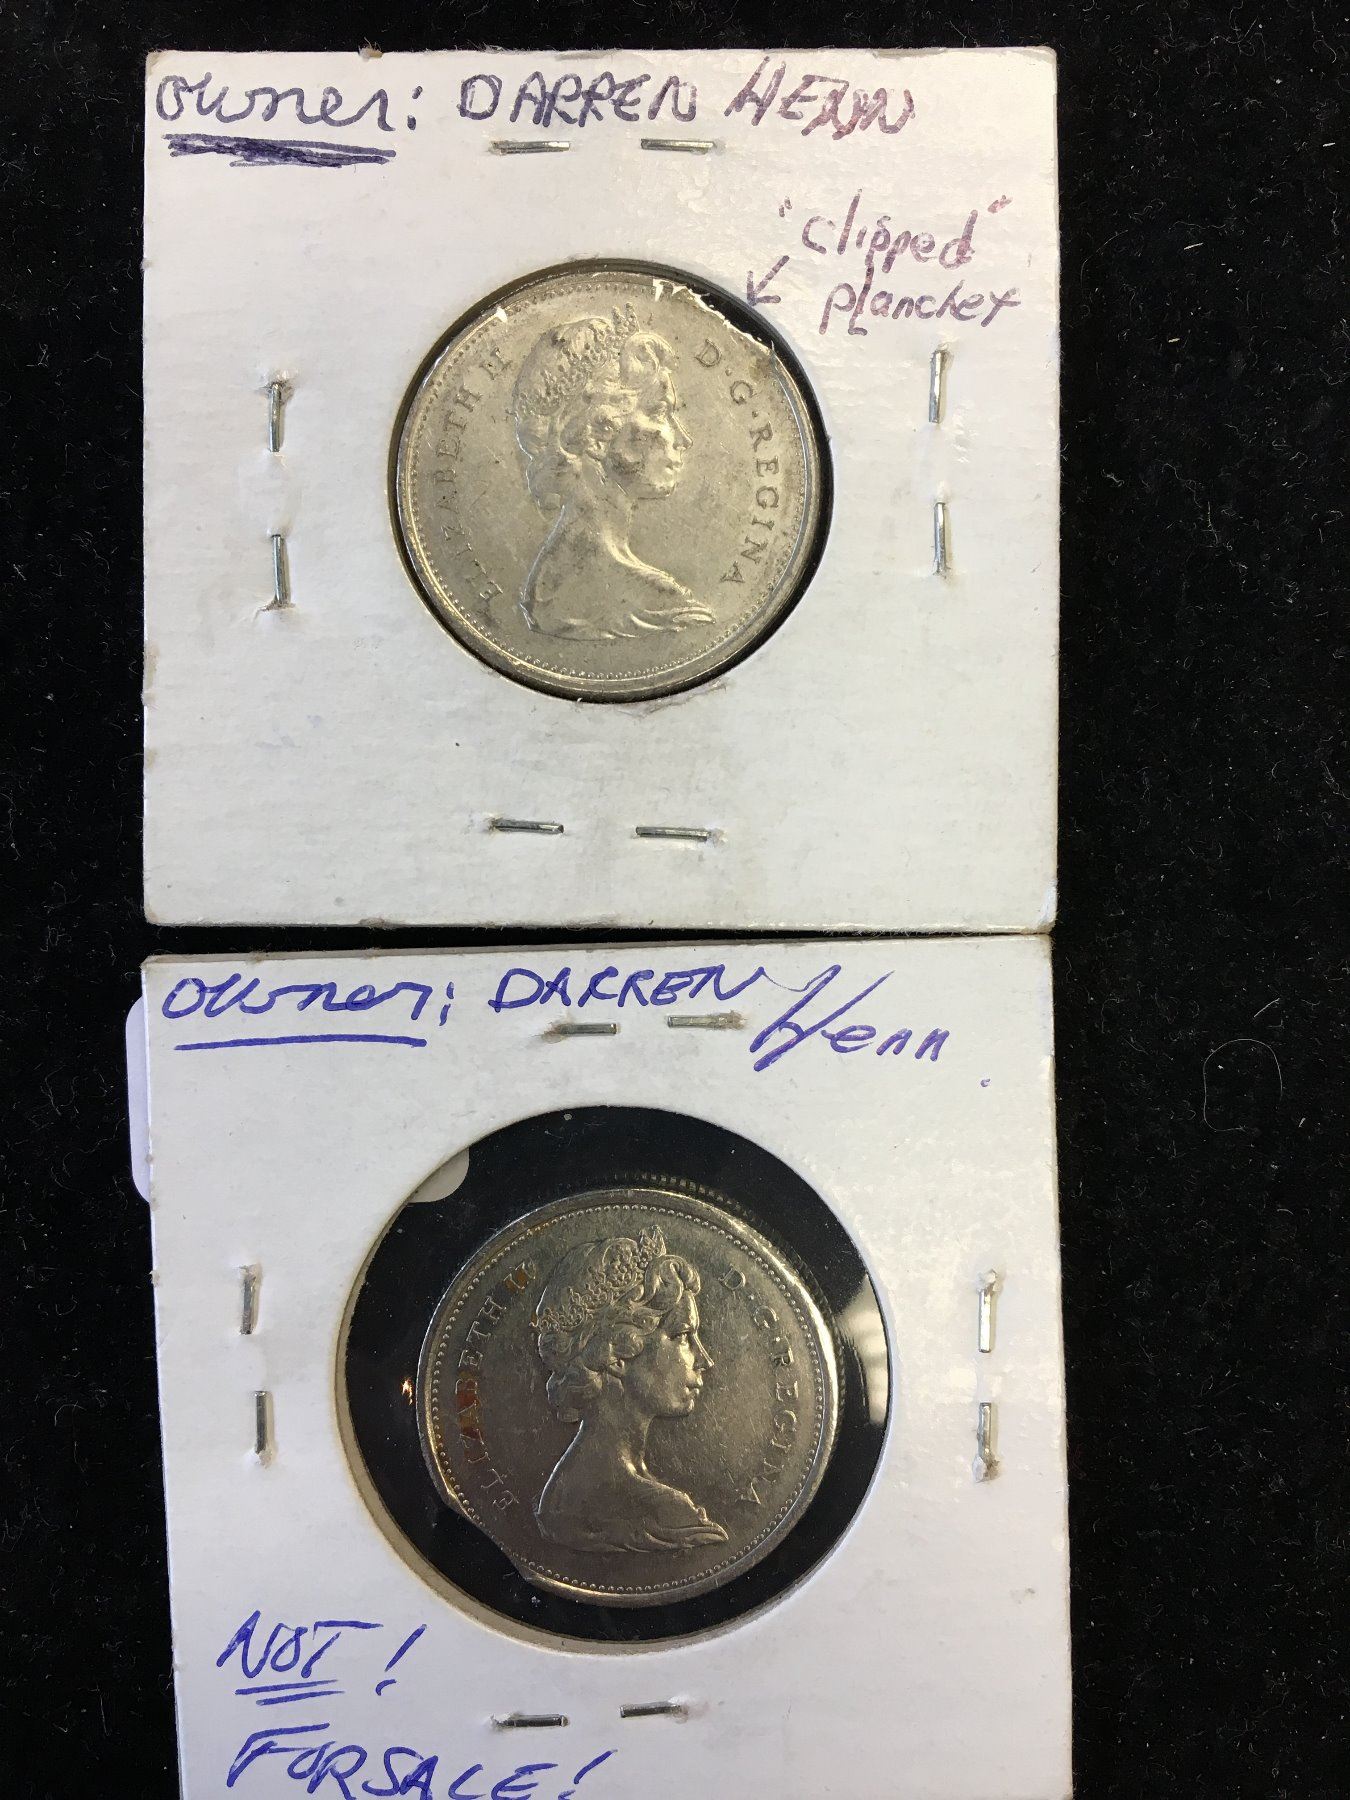 owner: DARREN HENN
"clipped"
planchet
ELIZABETH II D·G·REGINA
owner: DARREN Henn.
ELIZABETH II D·G·REGINA
NOT!
FORSALE!